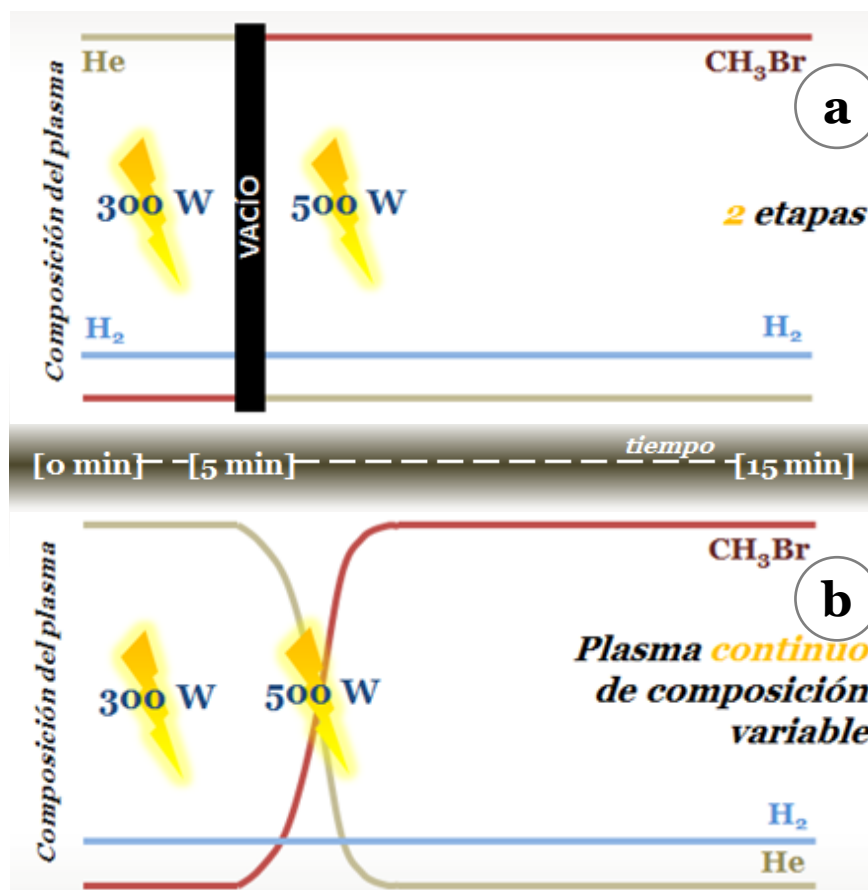 Composición del plasma
He
CH₃Br
a
300 W
VACÍO
500 W
2 etapas
H₂
H₂
tiempo
[0 min]
[5 min]
[15 min]
Composición del plasma
CH₃Br
b
300 W
500 W
Plasma continuo
de composición
variable
H₂
He